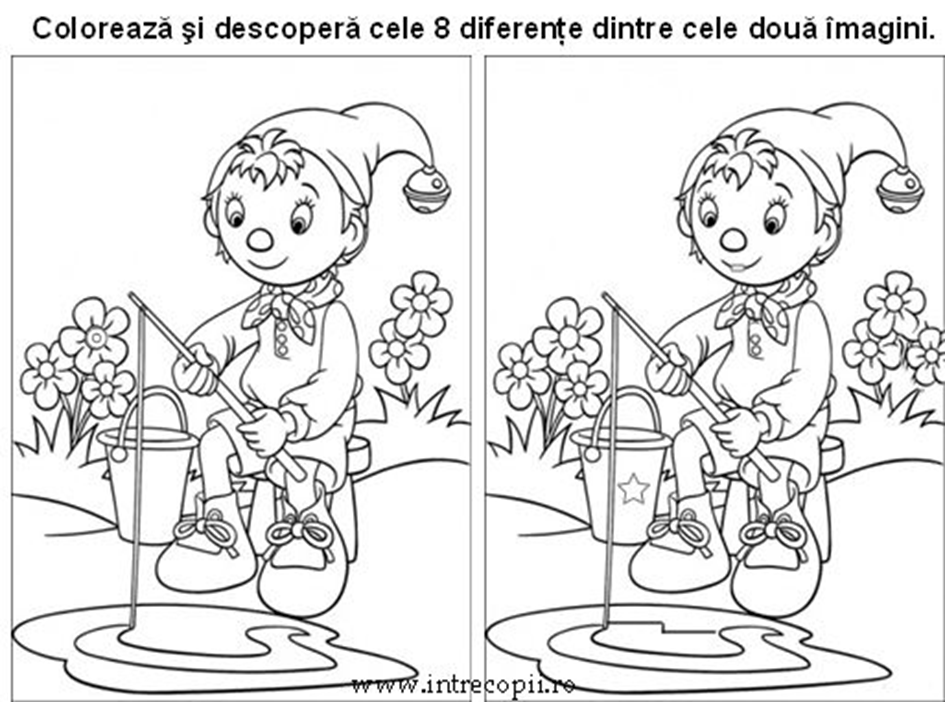 Colorează şi descoperă cele 8 diferențe dintre cele două îmagini.
www.intrecopii.ro